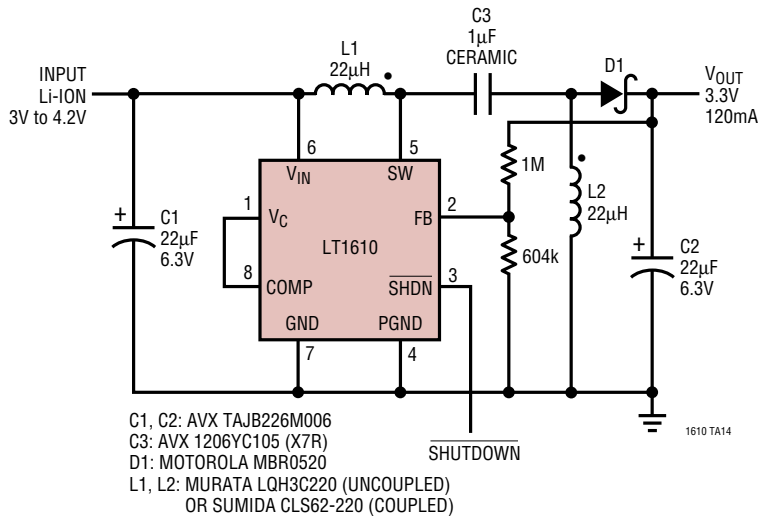 C3
1µF
CERAMIC
L1
22µH
D1
INPUT
Li-ION
3V to 4.2V
VOUT
3.3V
120mA
6
5
VIN
SW
1M
L2
22µH
1
VC
FB
2
C1
22µF
6.3V
+
LT1610
604k
C2
22µF
6.3V
+
8
COMP
SHDN
3
GND
PGND
7
4
C1, C2: AVX TAJB226M006
C3: AVX 1206YC105 (X7R)
D1: MOTOROLA MBR0520
L1, L2: MURATA LQH3C220 (UNCOUPLED)
OR SUMIDA CLS62-220 (COUPLED)
SHUTDOWN
1610 TA14